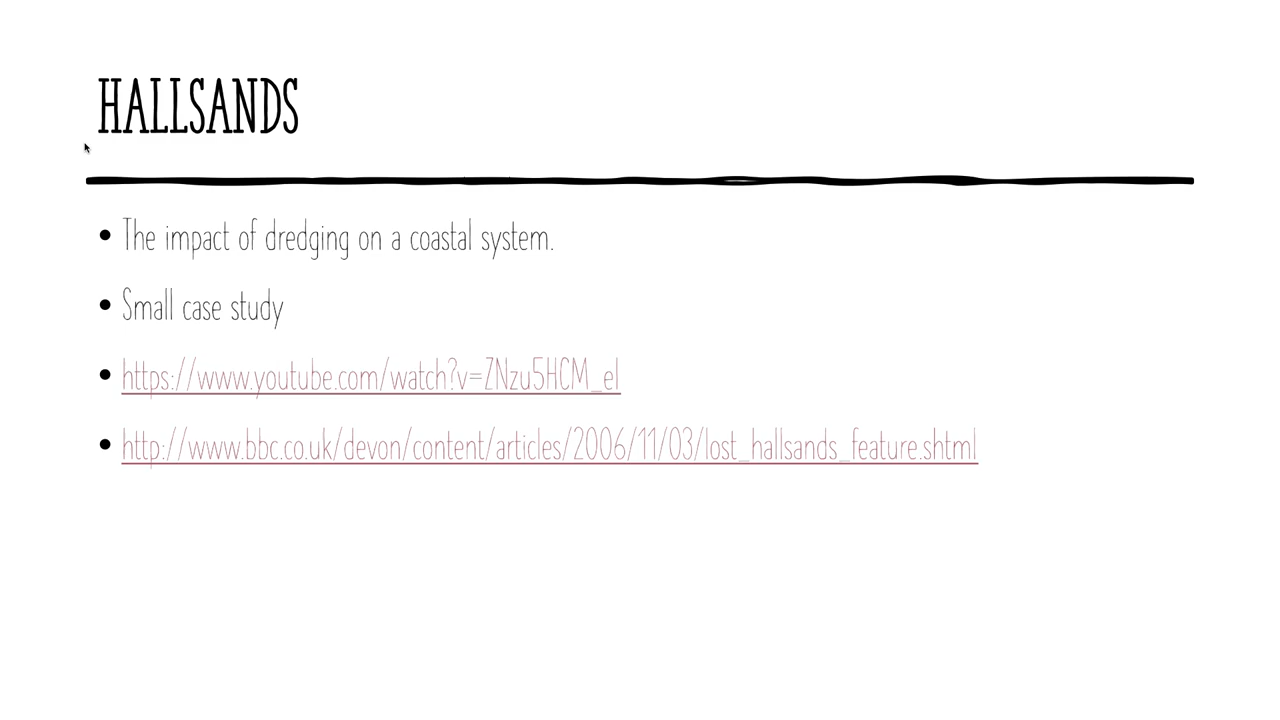 HALLSANDS
• The impact of dredging on a coastal system.
• Small case study
• https://www.youtube.com/watch?v=ZNzu5HCM_eI
• http://www.bbc.co.uk/devon/content/articles/2006/11/03/lost_hallsands_feature.shtml